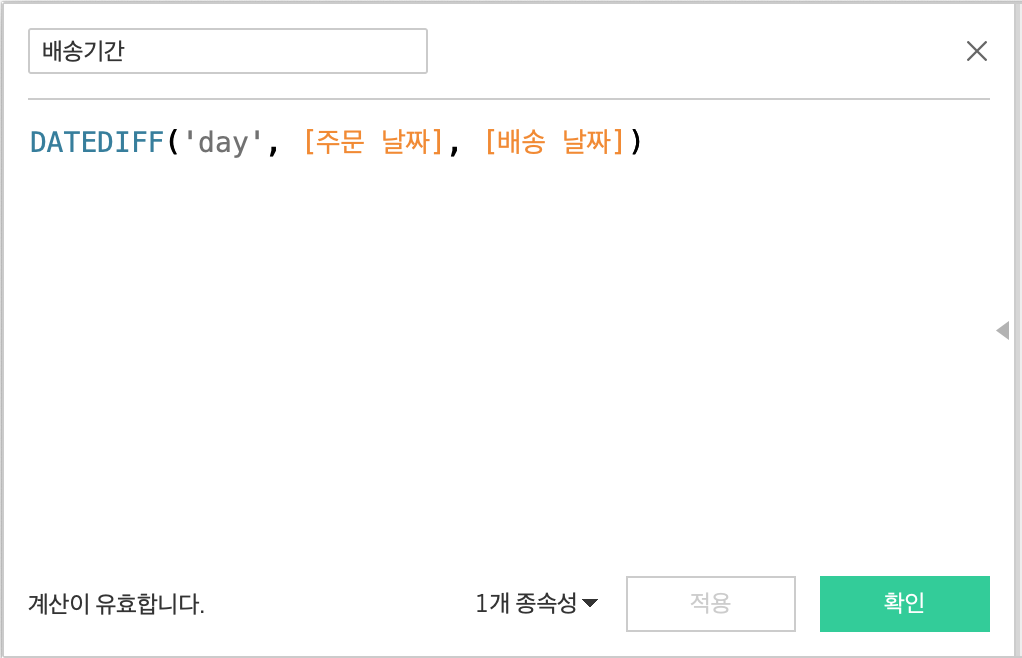 배송기간
DATEDIFF('day', [주문 날짜], [배송 날짜])
계산이 유효합니다.
1개 종속성
적용
확인